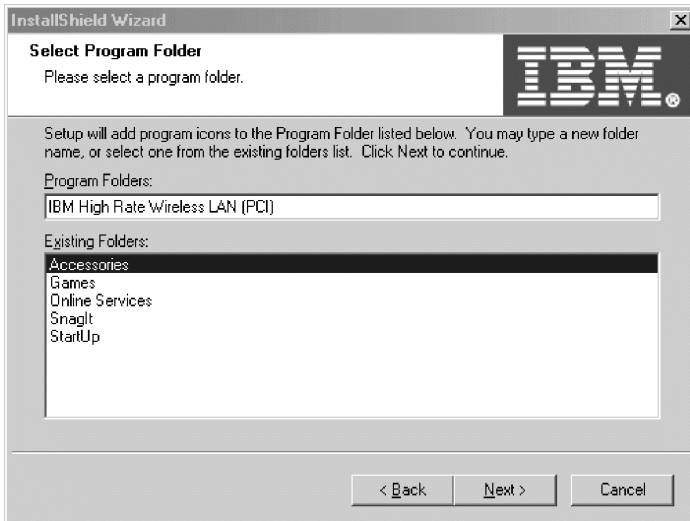 InstallShield Wizard
Select Program Folder
Please select a program folder.
IBM®
Setup will add program icons to the Program Folder listed below. You may type a new folder
name, or select one from the existing folders list. Click Next to continue.
Program Folders:
IBM High Rate Wireless LAN (PCI)
Existing Folders:
Accessories
Games
Online Services
SnagIt
StartUp
< Back
Next >
Cancel